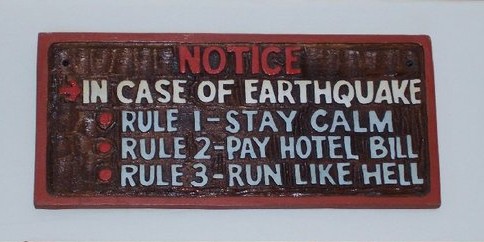 NOTICE
IN CASE OF EARTHQUAKE
RULE 1-STAY CALM
RULE 2-PAY HOTEL BILL
RULE 3-RUN LIKE HELL